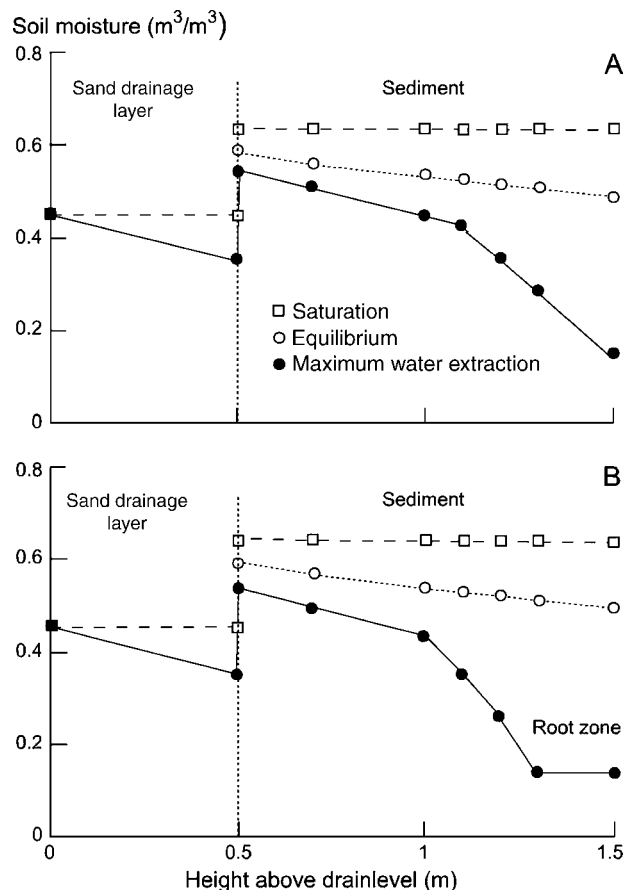 Soil moisture (m³/m³)
0.8
A
Sand drainage
layer
Sediment
0.6
0.4
Saturation
Equilibrium
Maximum water extraction
0.2
0
0.8
B
Sand drainage
layer
Sediment
0.6
0.4
Root zone
0.2
0
0
0.5
1
1.5
Height above drainlevel (m)